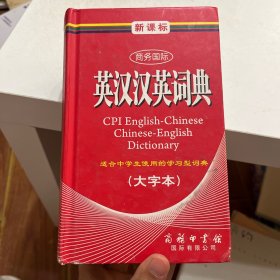 新课标
商务国际
英汉汉英词典
CPI English-Chinese
Chinese-English
Dictionary
适合中学生使用的学习型词典
(大字本)
商务印书馆
国际有限公司